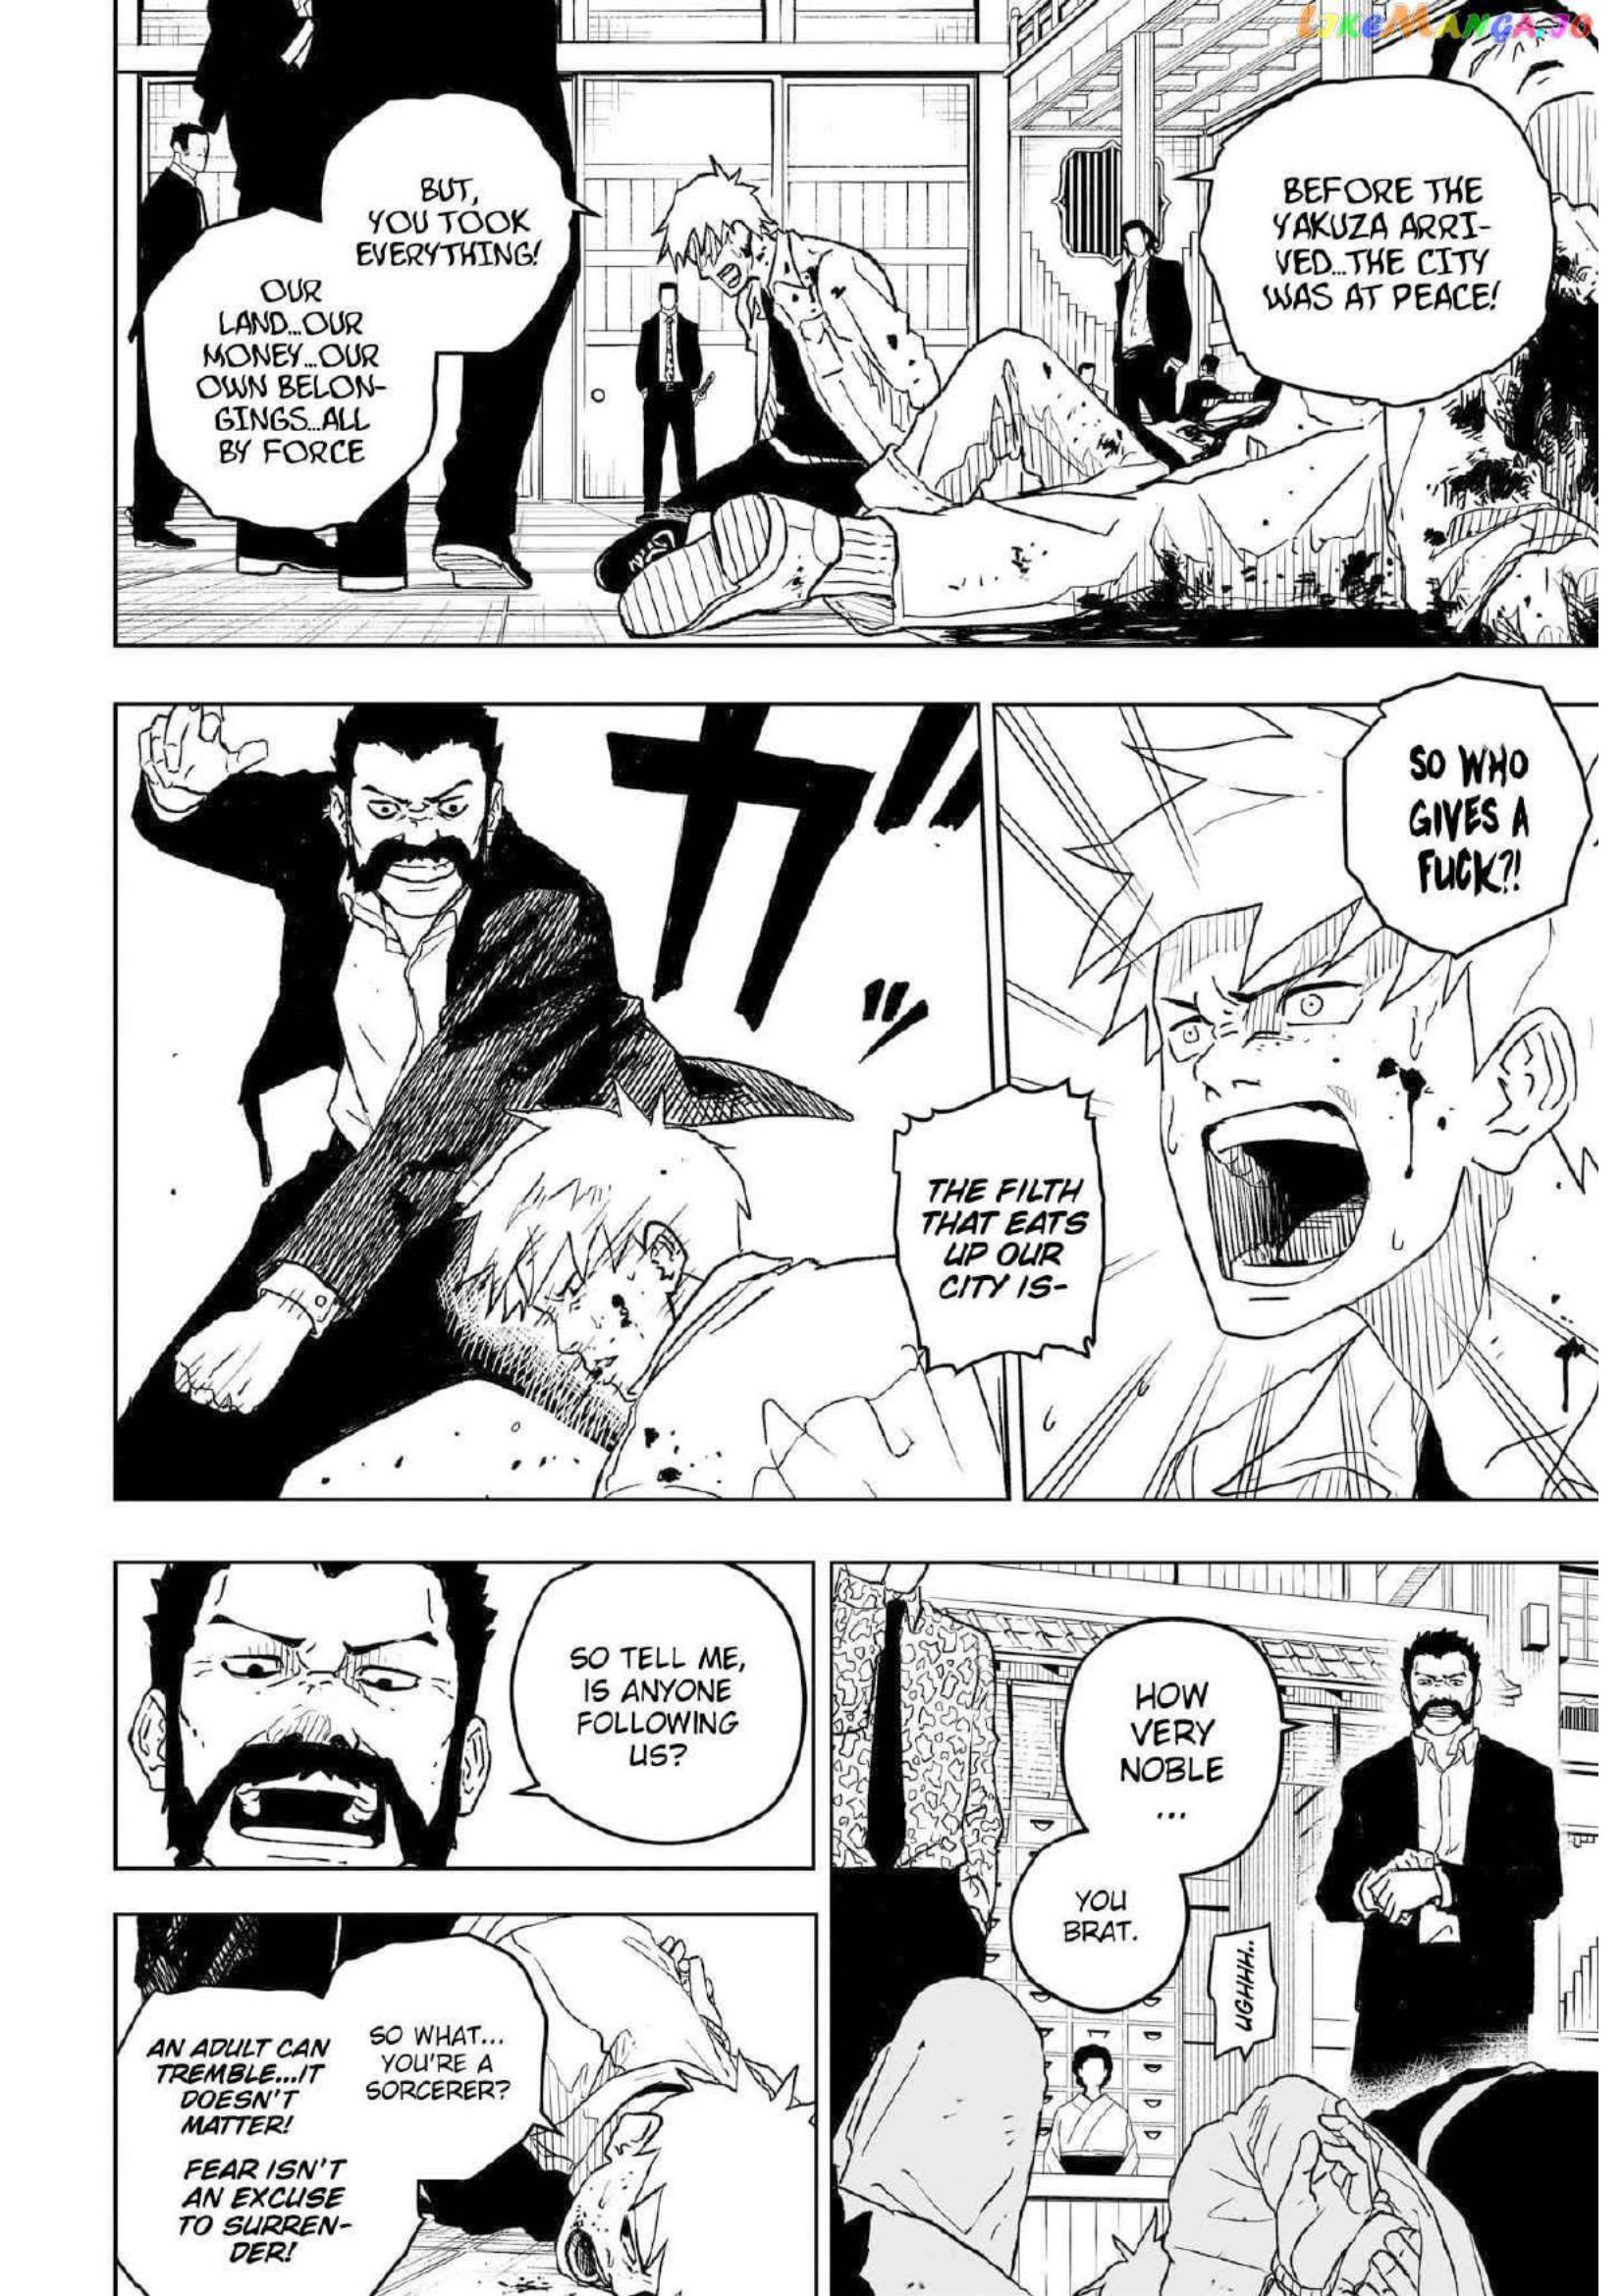 LikeManga.io
BEFORE THE
YAKUZA ARRI-
VED...THE CITY
WAS AT PEACE!
BUT,
YOU TOOK
EVERYTHING!
OUR
LAND...OUR
MONEY...OUR
OWN BELON-
GINGS...ALL
BY FORCE
SO WHO
GIVES A
FUCK?!
THE FILTH
THAT EATS
UP OUR
CITY IS-
ガッ
HOW
VERY
NOBLE
...
YOU
BRAT.
UGHHH..
SO TELL ME,
IS ANYONE
FOLLOWING
US?
SO WHAT...
YOU'RE A
SORCERER?
AN ADULT CAN
TREMBLE...IT
DOESN'T
MATTER!
FEAR ISN'T
AN EXCUSE
TO SURREN-
DER!